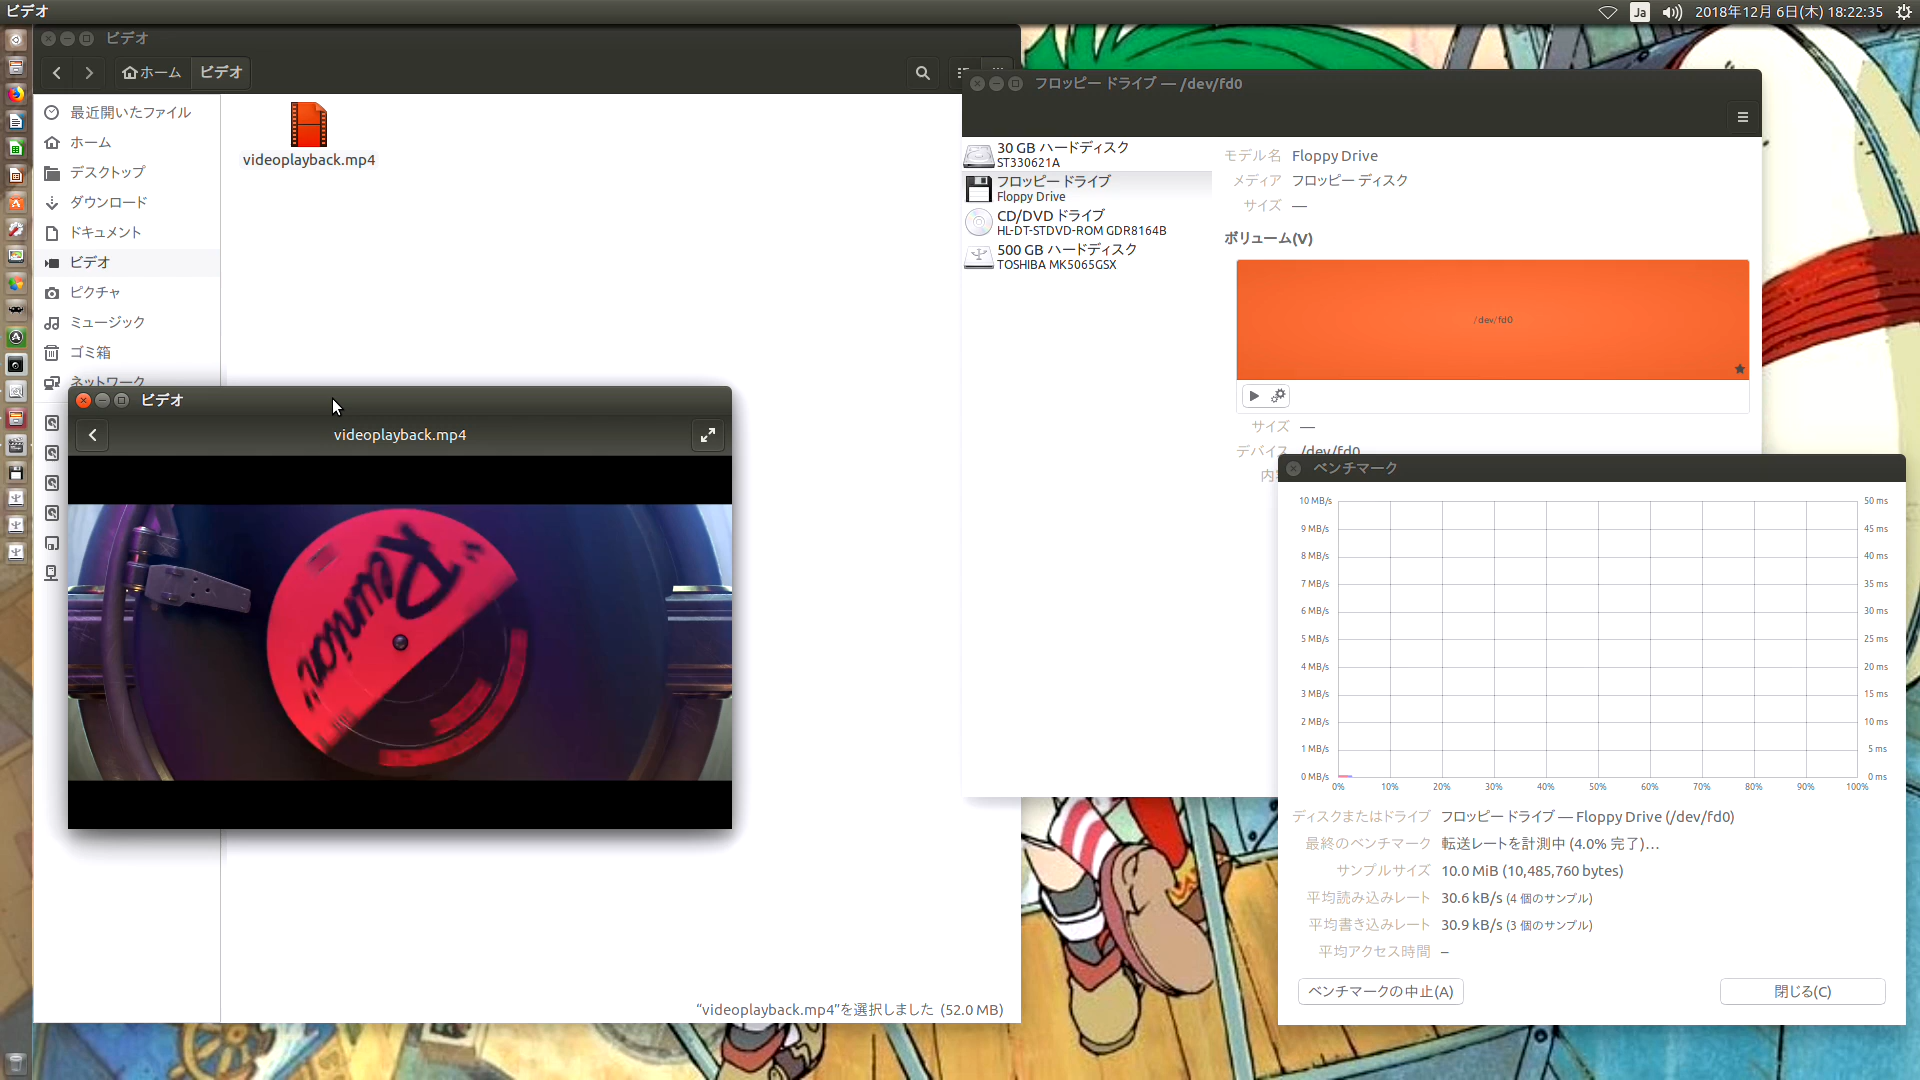 ビデオ
Ja
2018年12月 6日(木) 18:22:35
ビデオ
ホーム
ビデオ
最近開いたファイル
ホーム
デスクトップ
ダウンロード
ドキュメント
ビデオ
ピクチャ
ミュージック
ゴミ箱
ネットワーク
videoplayback.mp4
ビデオ
videoplayback.mp4
"Reunion"
"videoplayback.mp4"を選択しました (52.0 MB)
フロッピー ドライブ — /dev/fd0
30 GB ハードディスク
ST330621A
フロッピー ドライブ
Floppy Drive
CD/DVD ドライブ
HL-DT-STDVD-ROM GDR8164B
500 GB ハードディスク
TOSHIBA MK5065GSX
モデル名 Floppy Drive
メディア フロッピー ディスク
サイズ —
ボリューム(V)
/dev/fd0
サイズ —
デバイス /dev/fd0
内
ベンチマーク
10 MB/s 50 ms
9 MB/s 45 ms
8 MB/s 40 ms
7 MB/s 35 ms
6 MB/s 30 ms
5 MB/s 25 ms
4 MB/s 20 ms
3 MB/s 15 ms
2 MB/s 10 ms
1 MB/s 5 ms
0 MB/s 0 ms
0% 10% 20% 30% 40% 50% 60% 70% 80% 90% 100%
ディスクまたはドライブ フロッピー ドライブ — Floppy Drive (/dev/fd0)
最終のベンチマーク 転送レートを計測中 (4.0% 完了)…
サンプルサイズ 10.0 MiB (10,485,760 bytes)
平均読み込みレート 30.6 kB/s (4 個のサンプル)
平均書き込みレート 30.9 kB/s (3 個のサンプル)
平均アクセス時間 –
ベンチマークの中止(A)
閉じる(C)